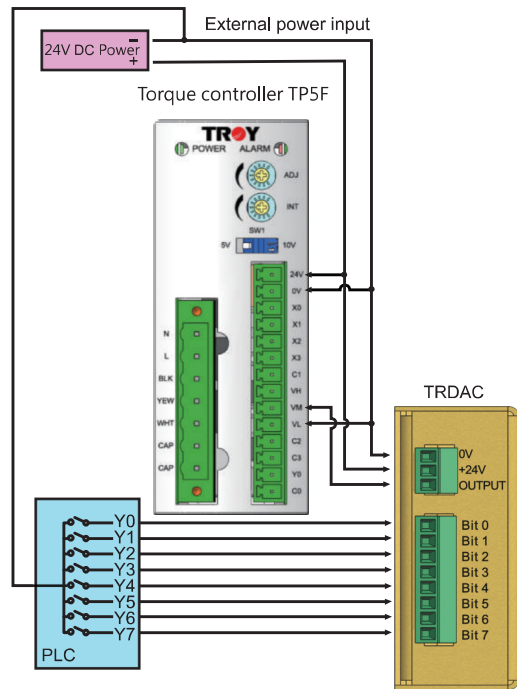 External power input
24V DC Power
−
+
Torque controller TP5F
TROY
POWER ALARM
ADJ
INT
SW1
5V 10V
24V
0V
X0
X1
X2
X3
C1
VH
VM
VL
C2
C3
Y0
C0
N
L
BLK
YEW
WHT
CAP
CAP
TRDAC
0V
+24V
OUTPUT
Bit 0
Bit 1
Bit 2
Bit 3
Bit 4
Bit 5
Bit 6
Bit 7
Y0
Y1
Y2
Y3
Y4
Y5
Y6
Y7
PLC